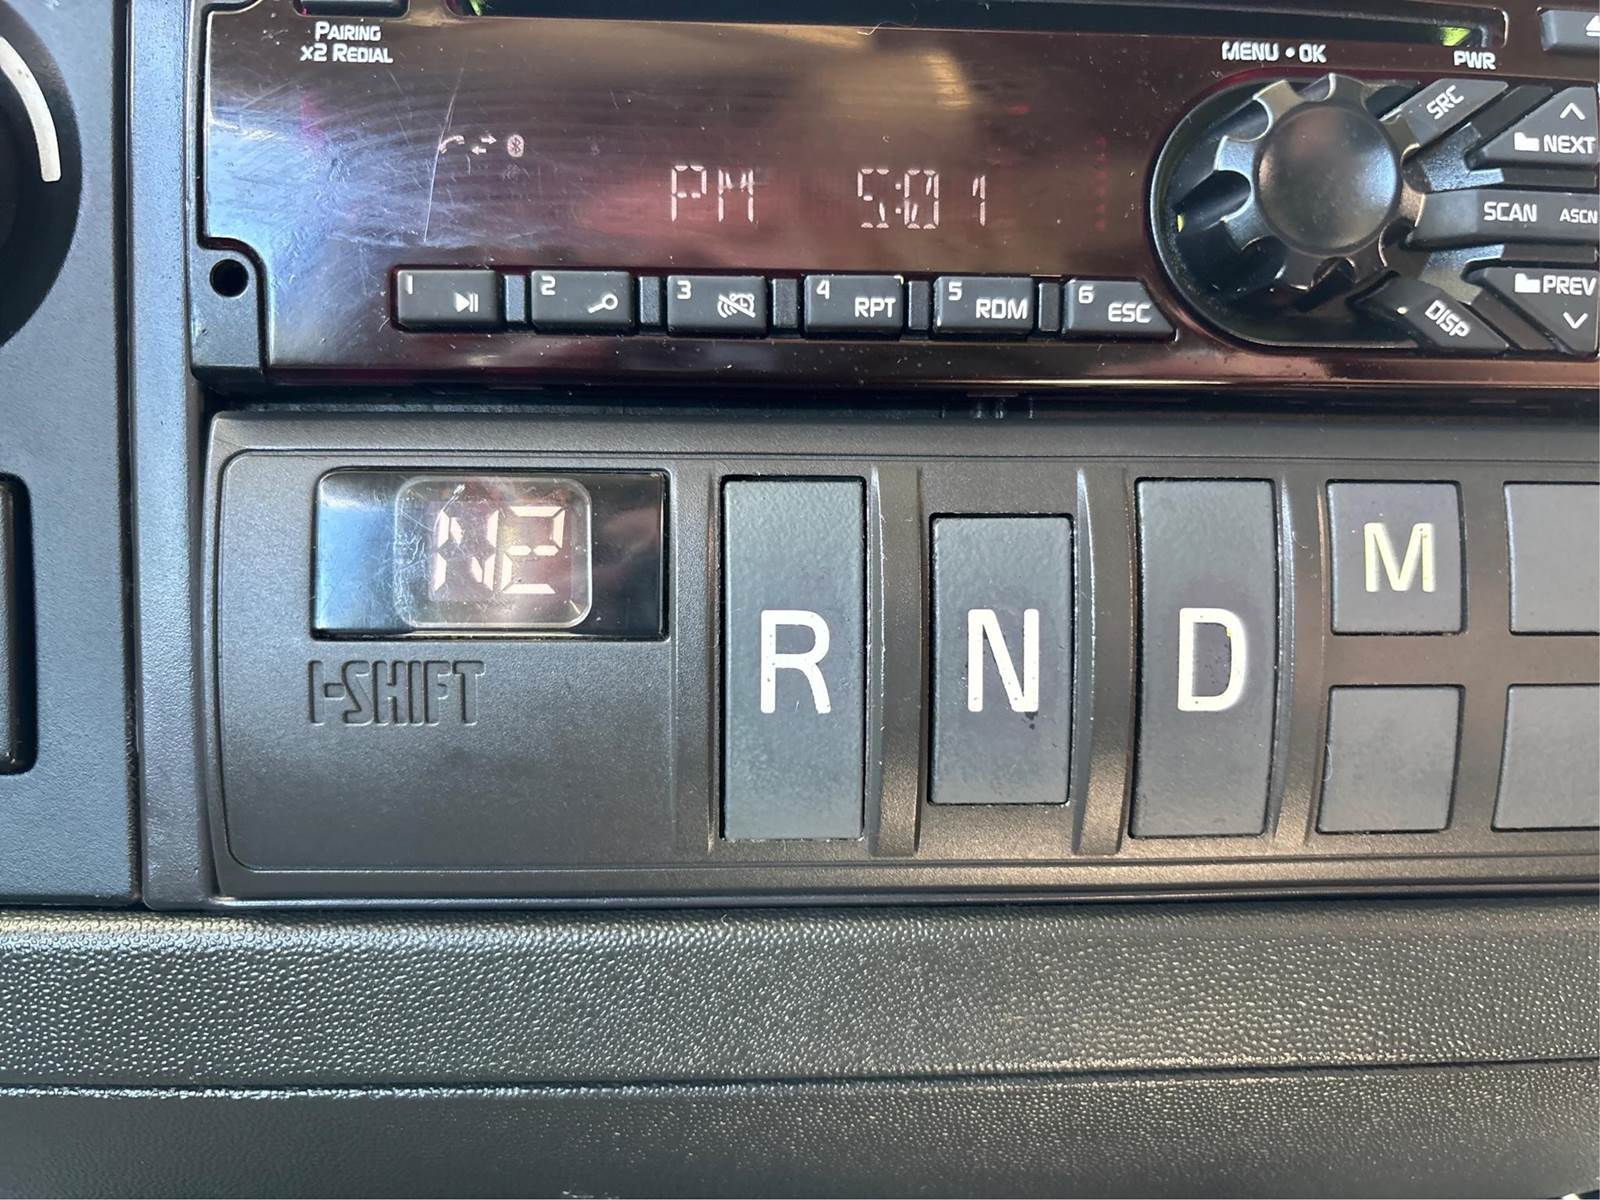 PAIRING
x2 REDIAL
MENU • OK
PWR
SRC
NEXT
PM 5:01
SCAN ASCN
PREV
DISP
1
2
3
4 RPT
5 RDM
6 ESC
N2
I-SHIFT
R
N
D
M